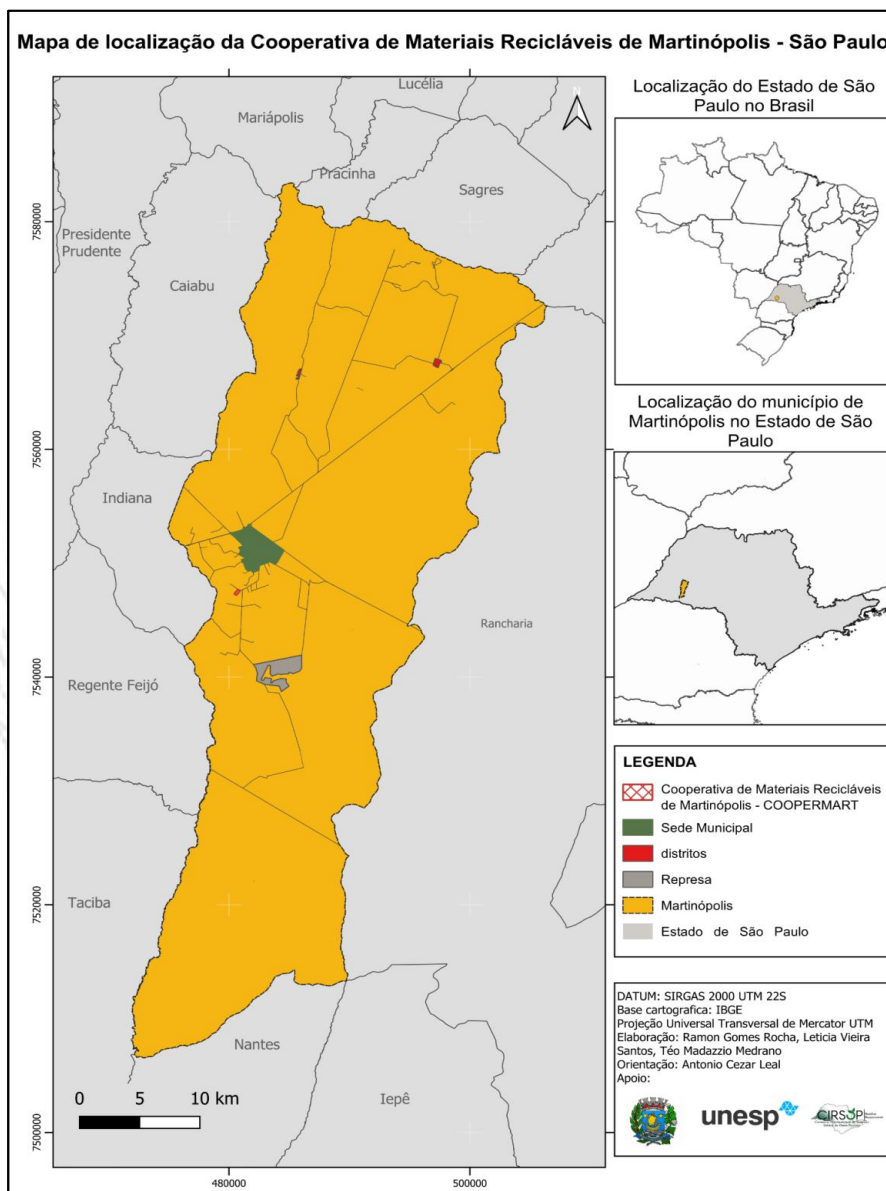 Mapa de localização da Cooperativa de Materiais Recicláveis de Martinópolis - São Paulo
Lucélia
Mariápolis
Pracinha
Sagres
Presidente
Prudente
Caiabu
Indiana
Rancharia
Regente Feijó
Taciba
Nantes
Iepê
N
7580000
7560000
7540000
7520000
7500000
480000
500000
0 5 10 km
Localização do Estado de São
Paulo no Brasil
Localização do município de
Martinópolis no Estado de São
Paulo
LEGENDA
Cooperativa de Materiais Recicláveis
de Martinópolis - COOPERMART
Sede Municipal
distritos
Represa
Martinópolis
Estado de São Paulo
DATUM: SIRGAS 2000 UTM 22S
Base cartografica: IBGE
Projeção Universal Transversal de Mercator UTM
Elaboração: Ramon Gomes Rocha, Leticia Vieira
Santos, Téo Madazzio Medrano
Orientação: Antonio Cezar Leal
Apoio:
unesp
CIRSOP